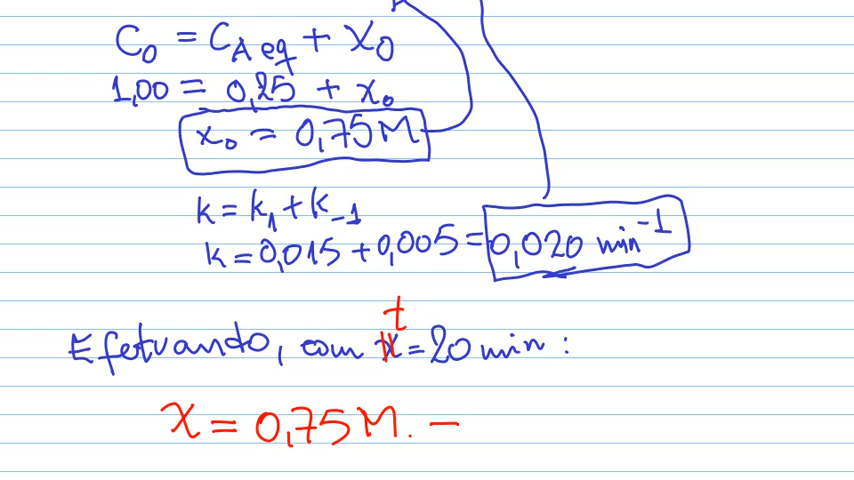 C₀ = C_A eq + X₀
1,00 = 0,25 + x₀
x₀ = 0,75 M
k = k₁ + k₋₁
k = 0,015 + 0,005 = 0,020 min⁻¹
Efetuando, com t = 20 min :
x = 0,75 M. –